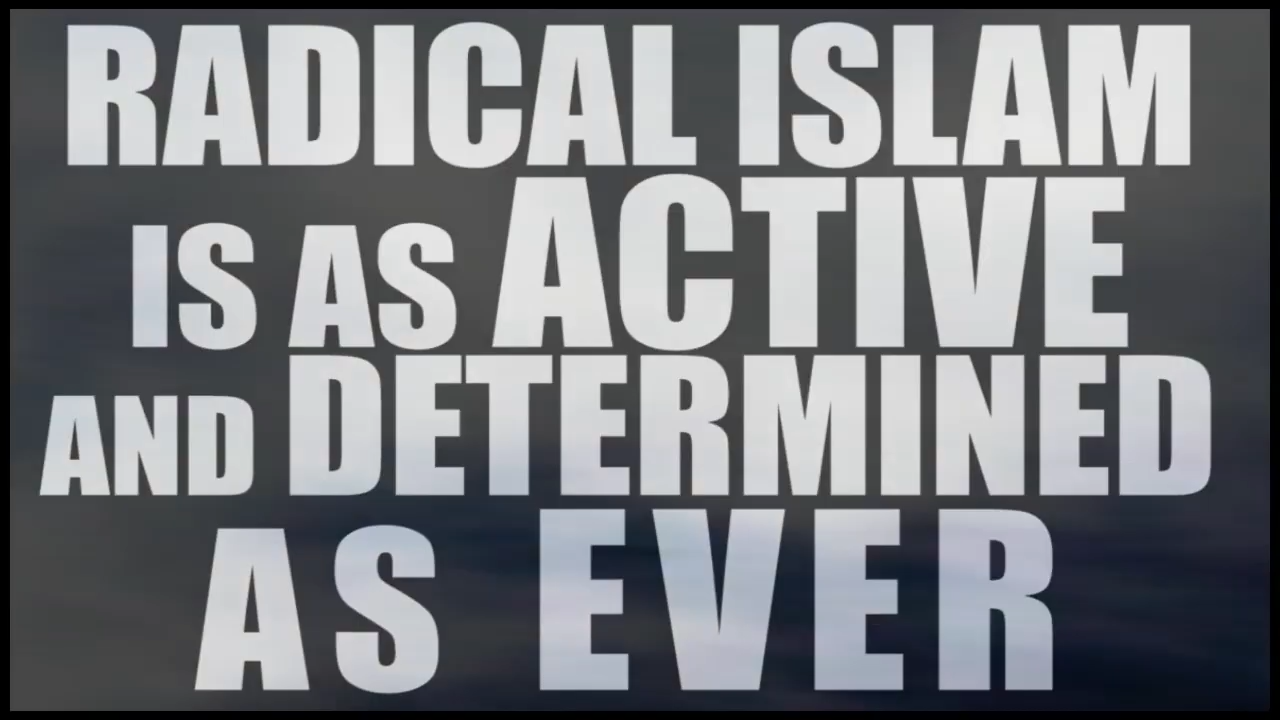 RADICAL ISLAM
IS AS ACTIVE
AND DETERMINED
AS EVER